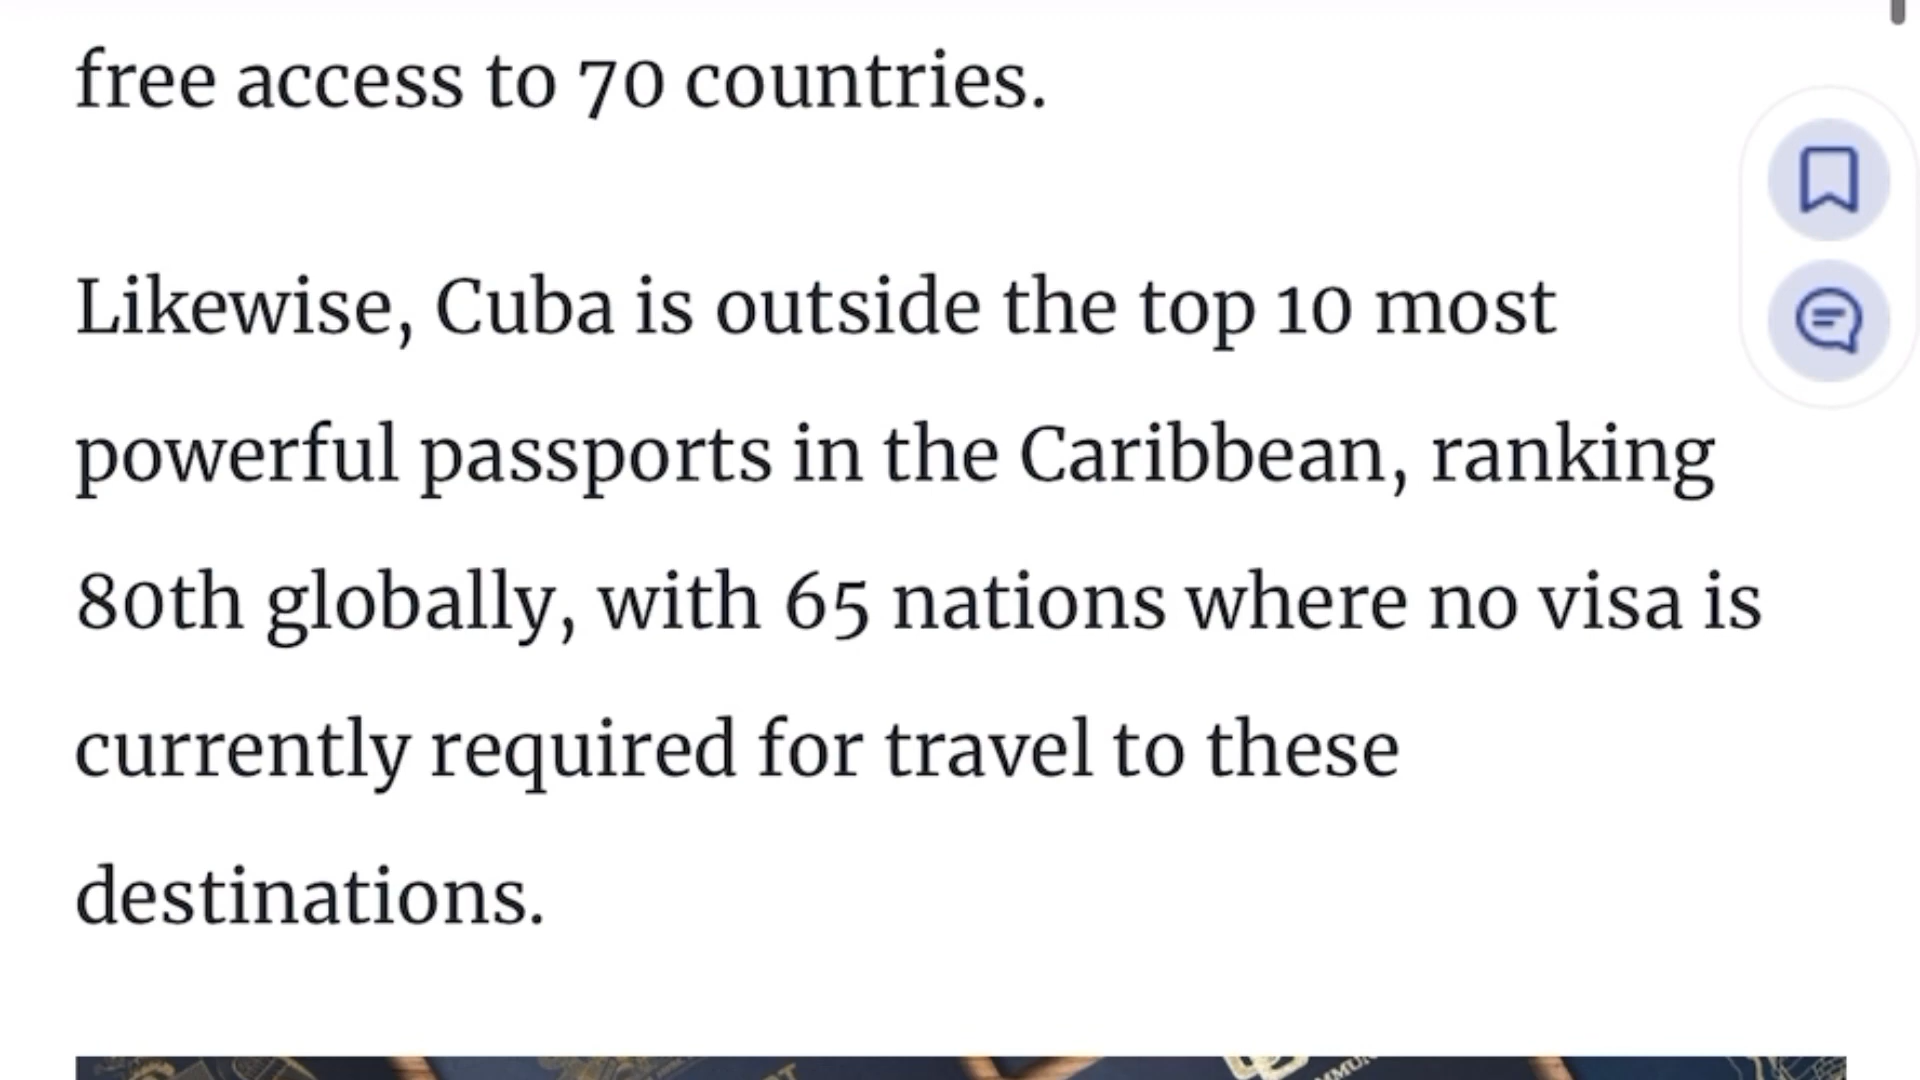 free access to 70 countries.
Likewise, Cuba is outside the top 10 most
powerful passports in the Caribbean, ranking
80th globally, with 65 nations where no visa is
currently required for travel to these
destinations.